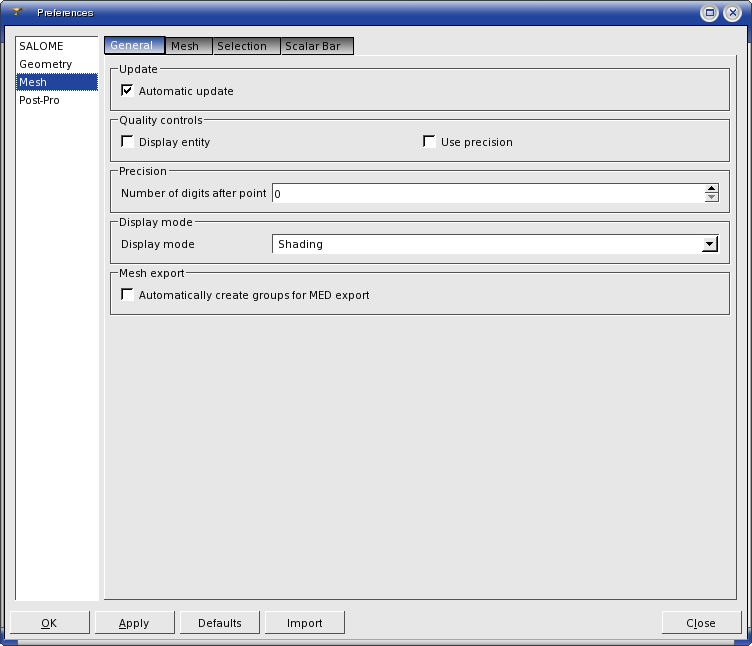 Preferences
SALOME
Geometry
Mesh
Post-Pro
General Mesh Selection Scalar Bar
Update
Automatic update
Quality controls
Display entity Use precision
Precision
Number of digits after point 0
Display mode
Display mode Shading
Mesh export
Automatically create groups for MED export
OK Apply Defaults Import Close